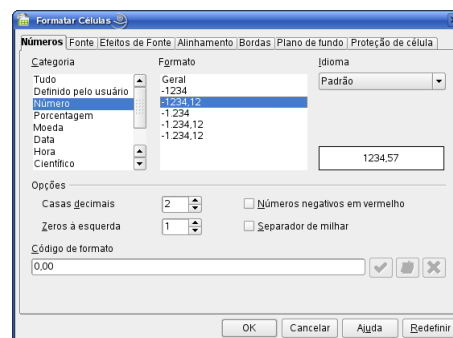 Formatar Células
Números Fonte Efeitos de Fonte Alinhamento Bordas Plano de fundo Proteção de célula
Categoria
Tudo
Definido pelo usuário
Número
Porcentagem
Moeda
Data
Hora
Científico
Formato
Geral
-1234
-1234,12
-1.234
-1.234,12
-1.234,12
Idioma
Padrão
1234,57
Opções
Casas decimais 2 Números negativos em vermelho
Zeros à esquerda 1 Separador de milhar
Código de formato
0,00
OK Cancelar Ajuda Redefinir